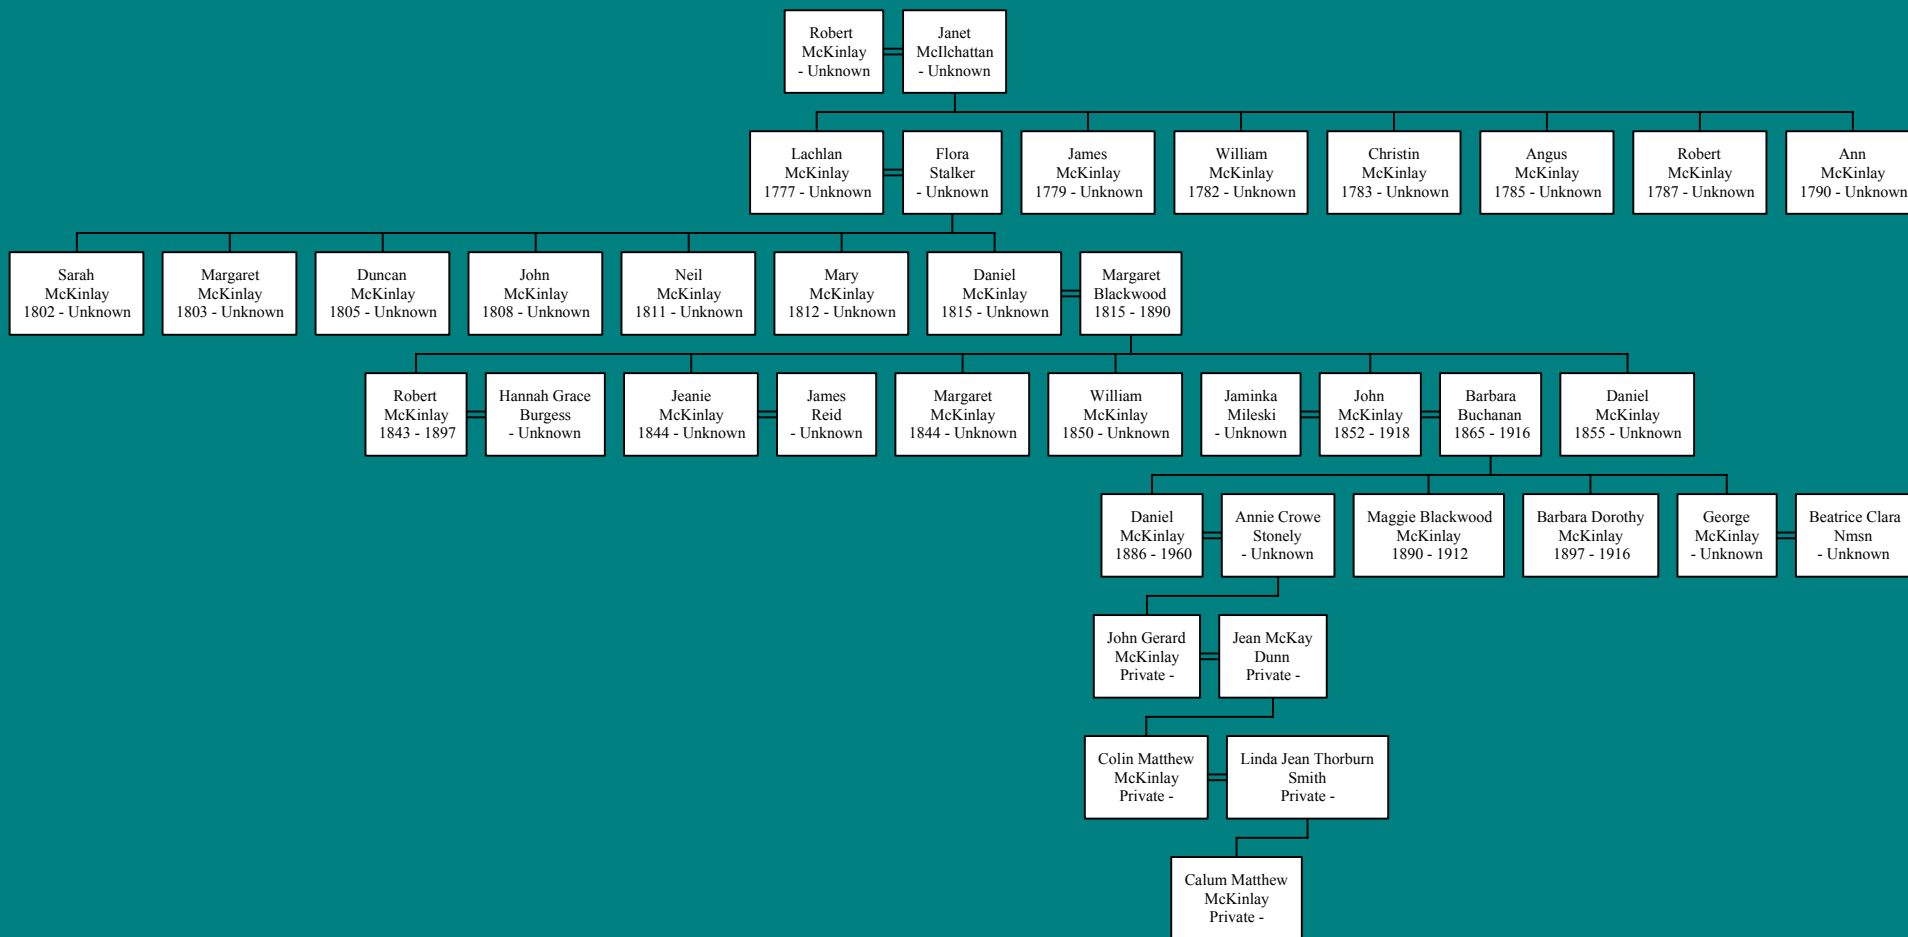 Robert
McKinlay
- Unknown
Janet
McIlchattan
- Unknown
Lachlan
McKinlay
1777 - Unknown
Flora
Stalker
- Unknown
James
McKinlay
1779 - Unknown
William
McKinlay
1782 - Unknown
Christin
McKinlay
1783 - Unknown
Angus
McKinlay
1785 - Unknown
Robert
McKinlay
1787 - Unknown
Ann
McKinlay
1790 - Unknown
Sarah
McKinlay
1802 - Unknown
Margaret
McKinlay
1803 - Unknown
Duncan
McKinlay
1805 - Unknown
John
McKinlay
1808 - Unknown
Neil
McKinlay
1811 - Unknown
Mary
McKinlay
1812 - Unknown
Daniel
McKinlay
1815 - Unknown
Margaret
Blackwood
1815 - 1890
Robert
McKinlay
1843 - 1897
Hannah Grace
Burgess
- Unknown
Jeanie
McKinlay
1844 - Unknown
James
Reid
- Unknown
Margaret
McKinlay
1844 - Unknown
William
McKinlay
1850 - Unknown
Jaminka
Mileski
- Unknown
John
McKinlay
1852 - 1918
Barbara
Buchanan
1865 - 1916
Daniel
McKinlay
1855 - Unknown
Daniel
McKinlay
1886 - 1960
Annie Crowe
Stonely
- Unknown
Maggie Blackwood
McKinlay
1890 - 1912
Barbara Dorothy
McKinlay
1897 - 1916
George
McKinlay
- Unknown
Beatrice Clara
Nmsn
- Unknown
John Gerard
McKinlay
Private -
Jean McKay
Dunn
Private -
Colin Matthew
McKinlay
Private -
Linda Jean Thorburn
Smith
Private -
Calum Matthew
McKinlay
Private -